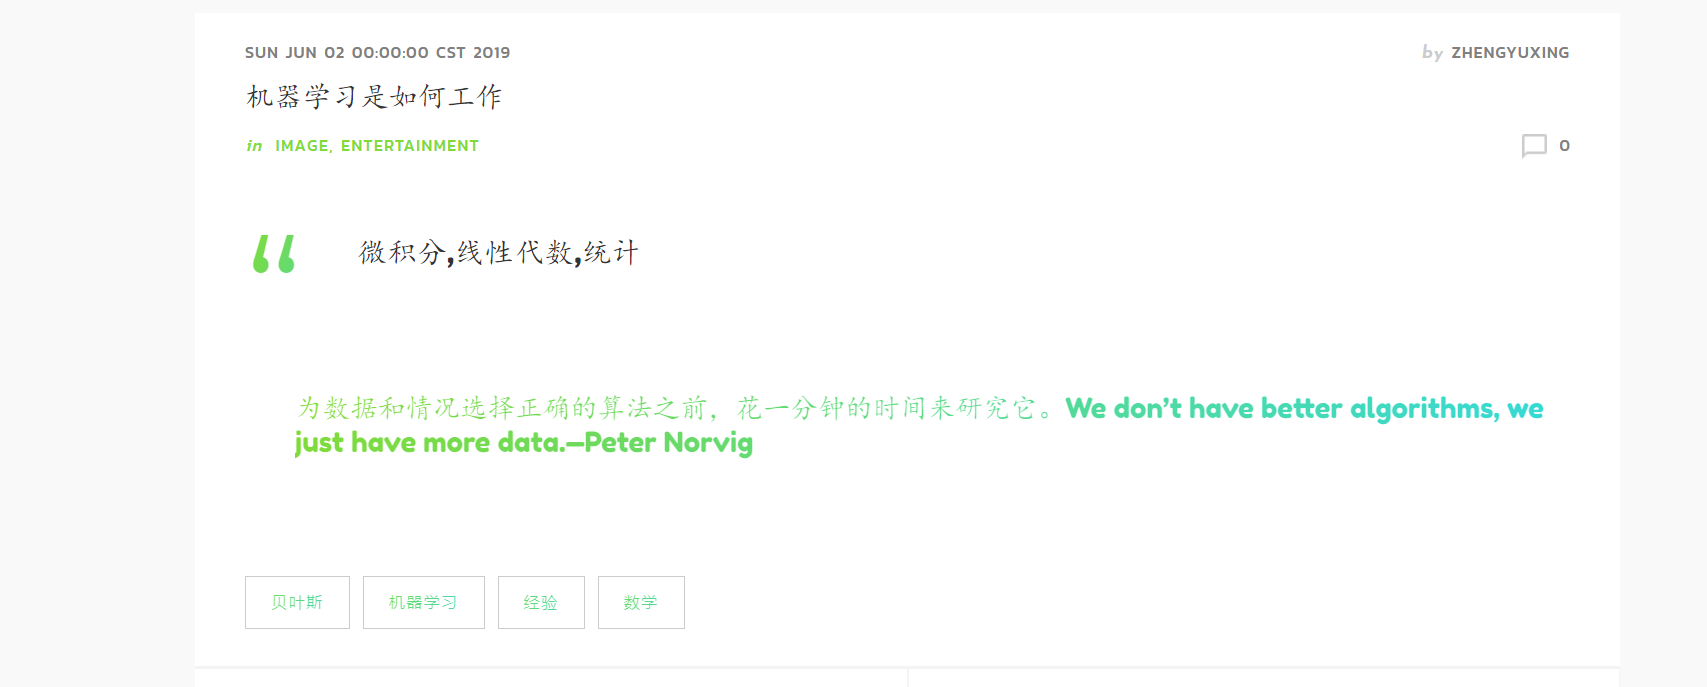 SUN JUN 02 00:00:00 CST 2019
by ZHENGYUXING
机器学习是如何工作
in IMAGE, ENTERTAINMENT
0
“ 微积分,线性代数,统计
为数据和情况选择正确的算法之前，花一分钟的时间来研究它。We don’t have better algorithms, we
just have more data.—Peter Norvig
贝叶斯
机器学习
经验
数学